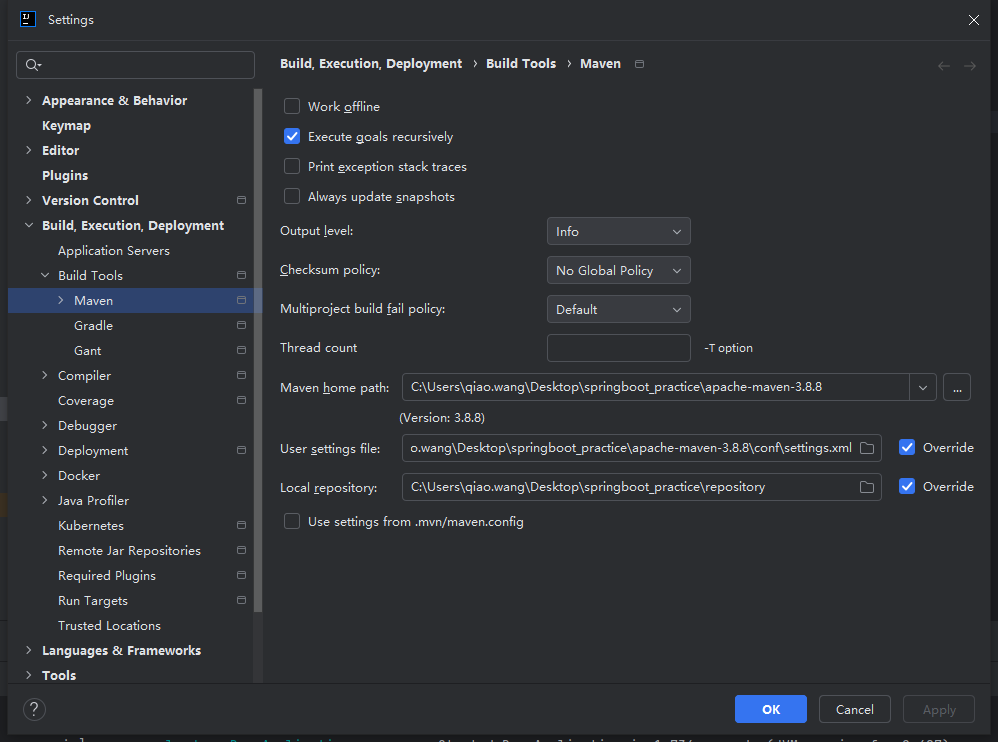 Settings
Build, Execution, Deployment › Build Tools › Maven
Appearance & Behavior
Keymap
Editor
Plugins
Version Control
Build, Execution, Deployment
Application Servers
Build Tools
Maven
Gradle
Gant
Compiler
Coverage
Debugger
Deployment
Docker
Java Profiler
Kubernetes
Remote Jar Repositories
Required Plugins
Run Targets
Trusted Locations
Languages & Frameworks
Tools
Work offline
Execute goals recursively
Print exception stack traces
Always update snapshots
Output level: Info
Checksum policy: No Global Policy
Multiproject build fail policy: Default
Thread count -T option
Maven home path: C:\Users\qiao.wang\Desktop\springboot_practice\apache-maven-3.8.8 ...
(Version: 3.8.8)
User settings file: o.wang\Desktop\springboot_practice\apache-maven-3.8.8\conf\settings.xml Override
Local repository: C:\Users\qiao.wang\Desktop\springboot_practice\repository Override
Use settings from .mvn/maven.config
? OK Cancel Apply